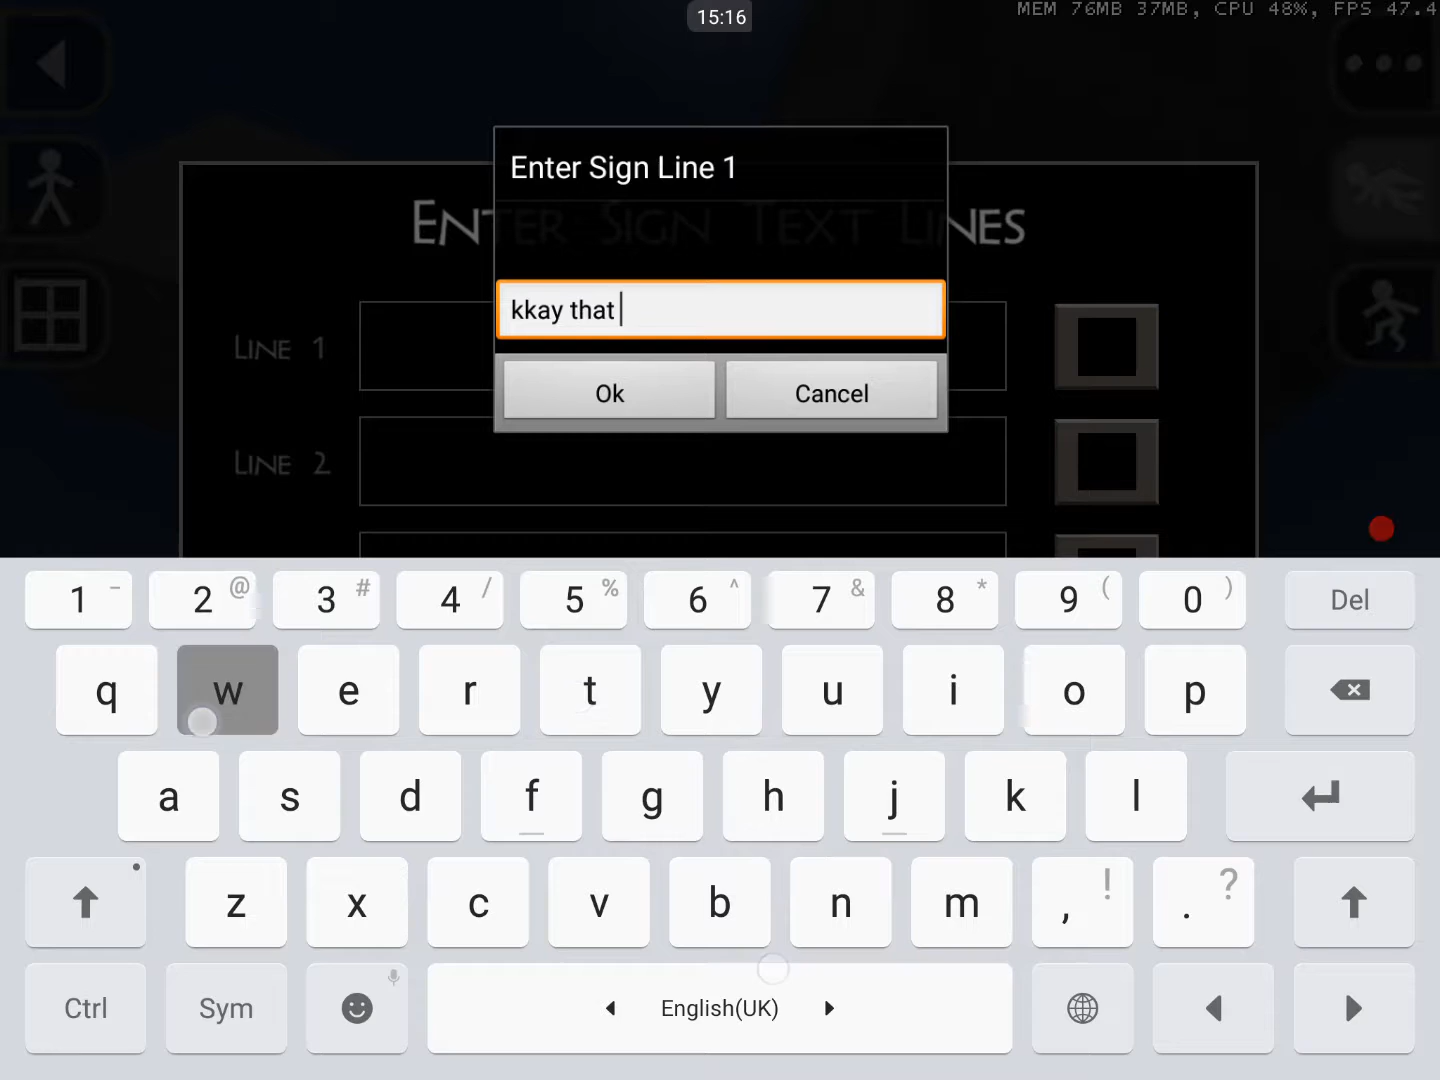 15:16
MEM 76MB 37MB, CPU 48%, FPS 47.4
Enter Sign Line 1
Enter Sign Text Lines
kkay that
Line 1
Ok Cancel
Line 2
1 - 2 @ 3 # 4 / 5 % 6 ^ 7 & 8 * 9 ( 0 ) Del
q w e r t y u i o p
a s d f g h j k l
z x c v b n m , ! . ?
Ctrl Sym English(UK)